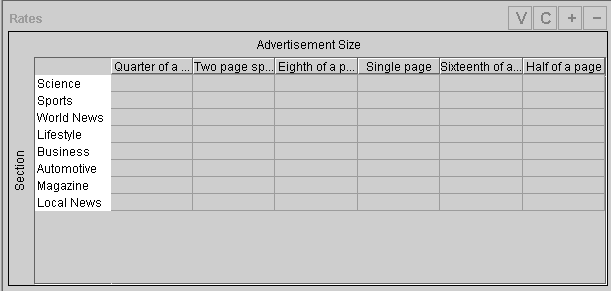 Rates V C + −
Advertisement Size
Quarter of a ... Two page sp... Eighth of a p... Single page Sixteenth of a... Half of a page
Section
Science
Sports
World News
Lifestyle
Business
Automotive
Magazine
Local News